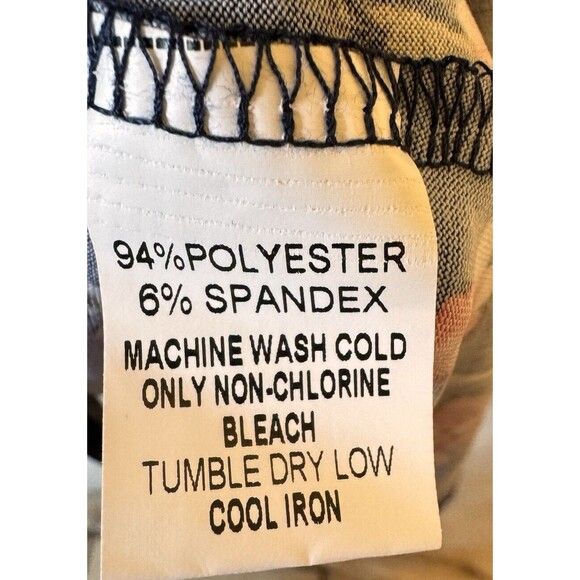 94%POLYESTER
6% SPANDEX
MACHINE WASH COLD
ONLY NON-CHLORINE
BLEACH
TUMBLE DRY LOW
COOL IRON